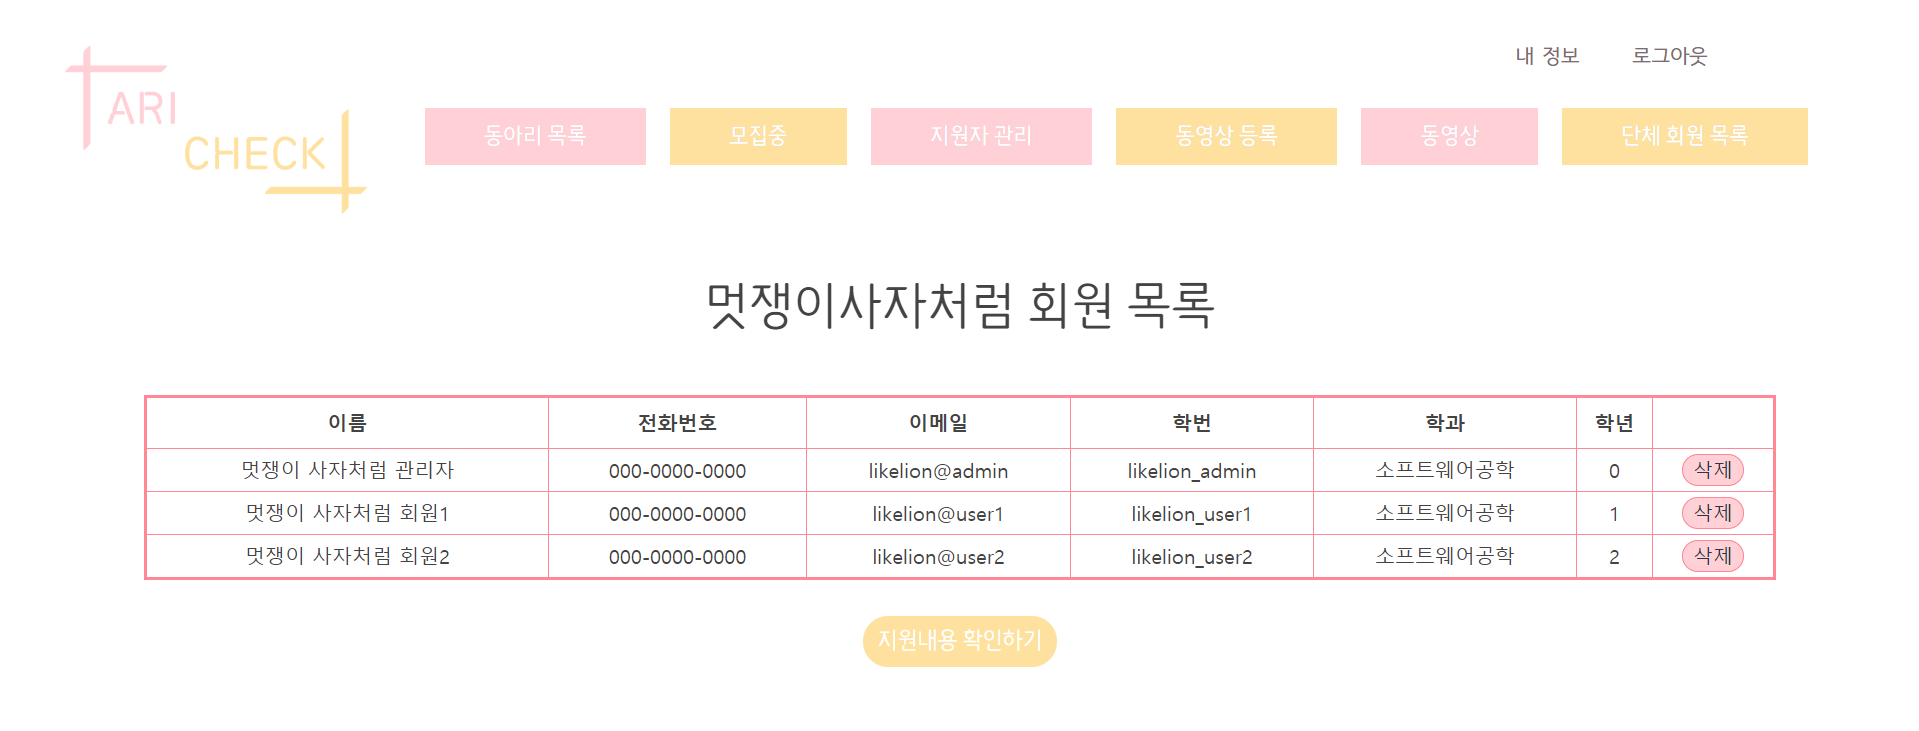 내 정보 로그아웃
TARI
CHECK
동아리 목록 모집중 지원자 관리 동영상 등록 동영상 단체 회원 목록
멋쟁이사자처럼 회원 목록
이름 전화번호 이메일 학번 학과 학년
멋쟁이 사자처럼 관리자 000-0000-0000 likelion@admin likelion_admin 소프트웨어공학 0 삭제
멋쟁이 사자처럼 회원1 000-0000-0000 likelion@user1 likelion_user1 소프트웨어공학 1 삭제
멋쟁이 사자처럼 회원2 000-0000-0000 likelion@user2 likelion_user2 소프트웨어공학 2 삭제
지원내용 확인하기